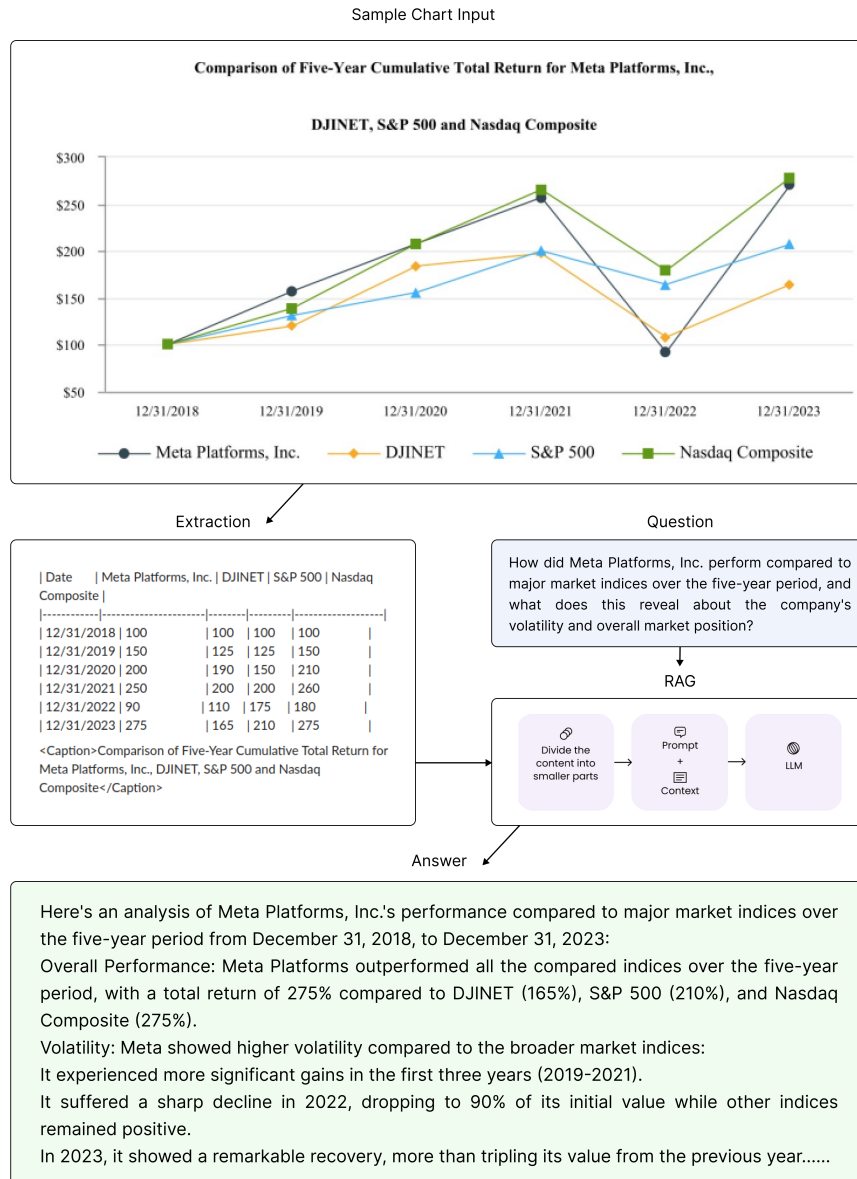 Sample Chart Input
Comparison of Five-Year Cumulative Total Return for Meta Platforms, Inc.,
DJINET, S&P 500 and Nasdaq Composite
$300
$250
$200
$150
$100
$50
12/31/2018 12/31/2019 12/31/2020 12/31/2021 12/31/2022 12/31/2023
Meta Platforms, Inc. DJINET S&P 500 Nasdaq Composite
Extraction
| Date | Meta Platforms, Inc. | DJINET | S&P 500 | Nasdaq
Composite |
|------------|----------------------|--------|---------|-------------------|
| 12/31/2018 | 100 | 100 | 100 | 100 |
| 12/31/2019 | 150 | 125 | 125 | 150 |
| 12/31/2020 | 200 | 190 | 150 | 210 |
| 12/31/2021 | 250 | 200 | 200 | 260 |
| 12/31/2022 | 90 | 110 | 175 | 180 |
| 12/31/2023 | 275 | 165 | 210 | 275 |
<Caption>Comparison of Five-Year Cumulative Total Return for
Meta Platforms, Inc., DJINET, S&P 500 and Nasdaq
Composite</Caption>
Question
How did Meta Platforms, Inc. perform compared to
major market indices over the five-year period, and
what does this reveal about the company's
volatility and overall market position?
RAG
Divide the
content into
smaller parts
Prompt
+
Context
LLM
Answer
Here's an analysis of Meta Platforms, Inc.'s performance compared to major market indices over
the five-year period from December 31, 2018, to December 31, 2023:
Overall Performance: Meta Platforms outperformed all the compared indices over the five-year
period, with a total return of 275% compared to DJINET (165%), S&P 500 (210%), and Nasdaq
Composite (275%).
Volatility: Meta showed higher volatility compared to the broader market indices:
It experienced more significant gains in the first three years (2019-2021).
It suffered a sharp decline in 2022, dropping to 90% of its initial value while other indices
remained positive.
In 2023, it showed a remarkable recovery, more than tripling its value from the previous year......